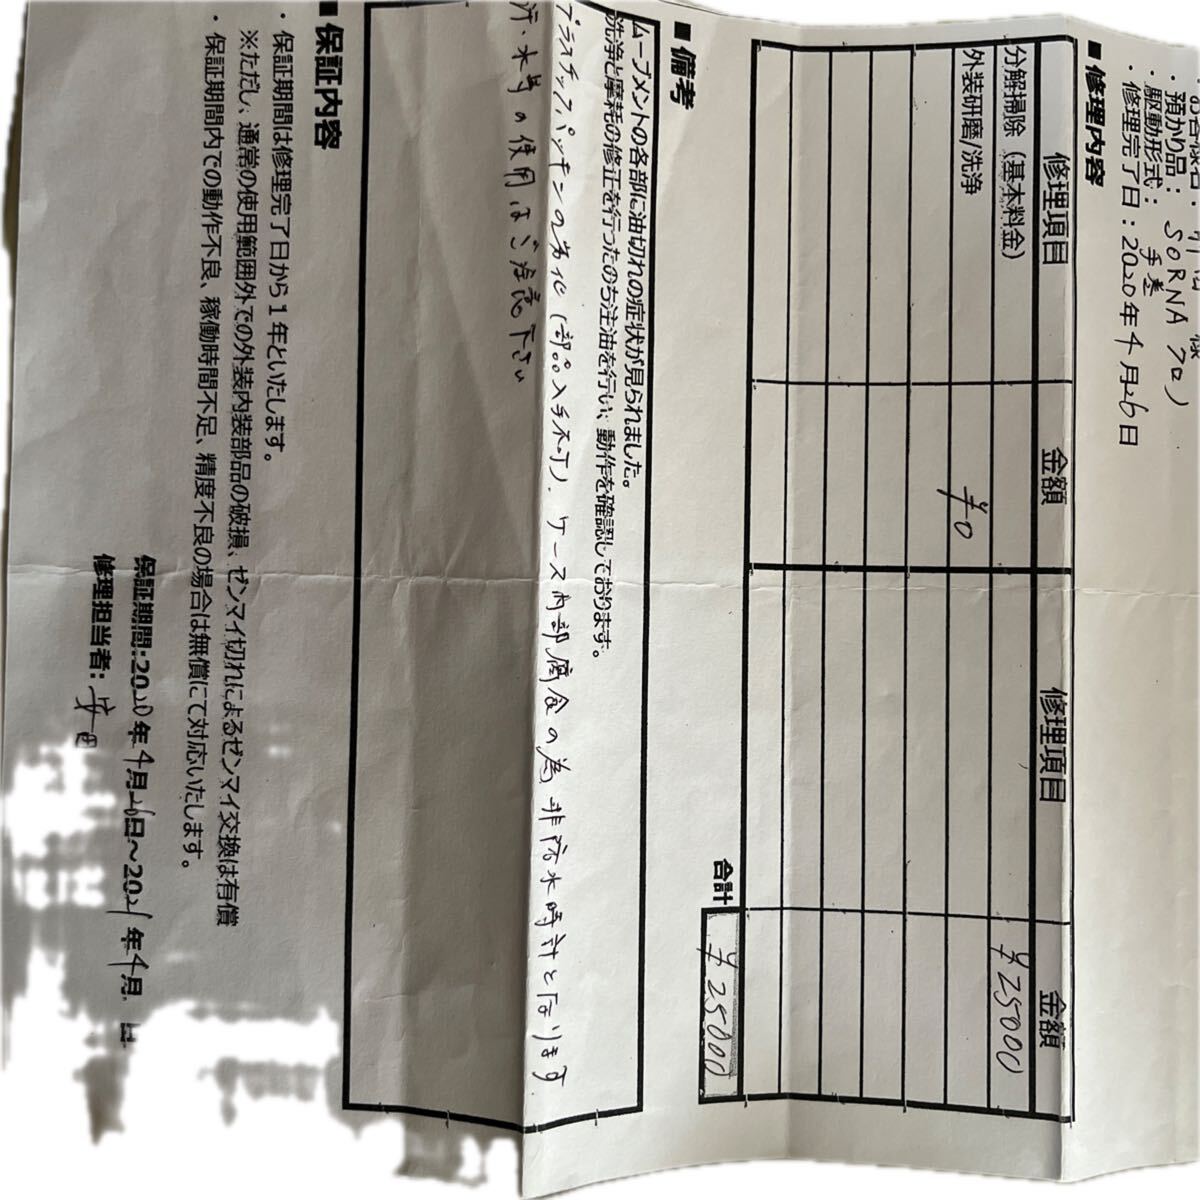 ・預かり品：SORNA クロノ
・駆動形式：手巻
・修理完了日：2020年4月26日
■修理内容
修理項目 金額 修理項目 金額
分解掃除（基本料金） ¥25000
外装研磨/洗浄 ¥0
合計 ¥25000
■備考
ムーブメントの各部に油切れの症状が見られました。
洗浄と摩耗の修正を行ったのち注油を行い、動作を確認しております。
プラスチックパッキンの劣化（部品入手不可）、ケース内部腐食の為非防水時計となります
汗・水等の使用はご注意下さい
■保証内容
・保証期間は修理完了日から1年といたします。
※ただし、通常の使用範囲外での外装内装部品の破損、ゼンマイ切れによるゼンマイ交換は有償
・保証期間内での動作不良、稼働時間不足、精度不良の場合は無償にて対応いたします。
保証期間：2020年4月26日～2021年4月 日
修理担当者：安田